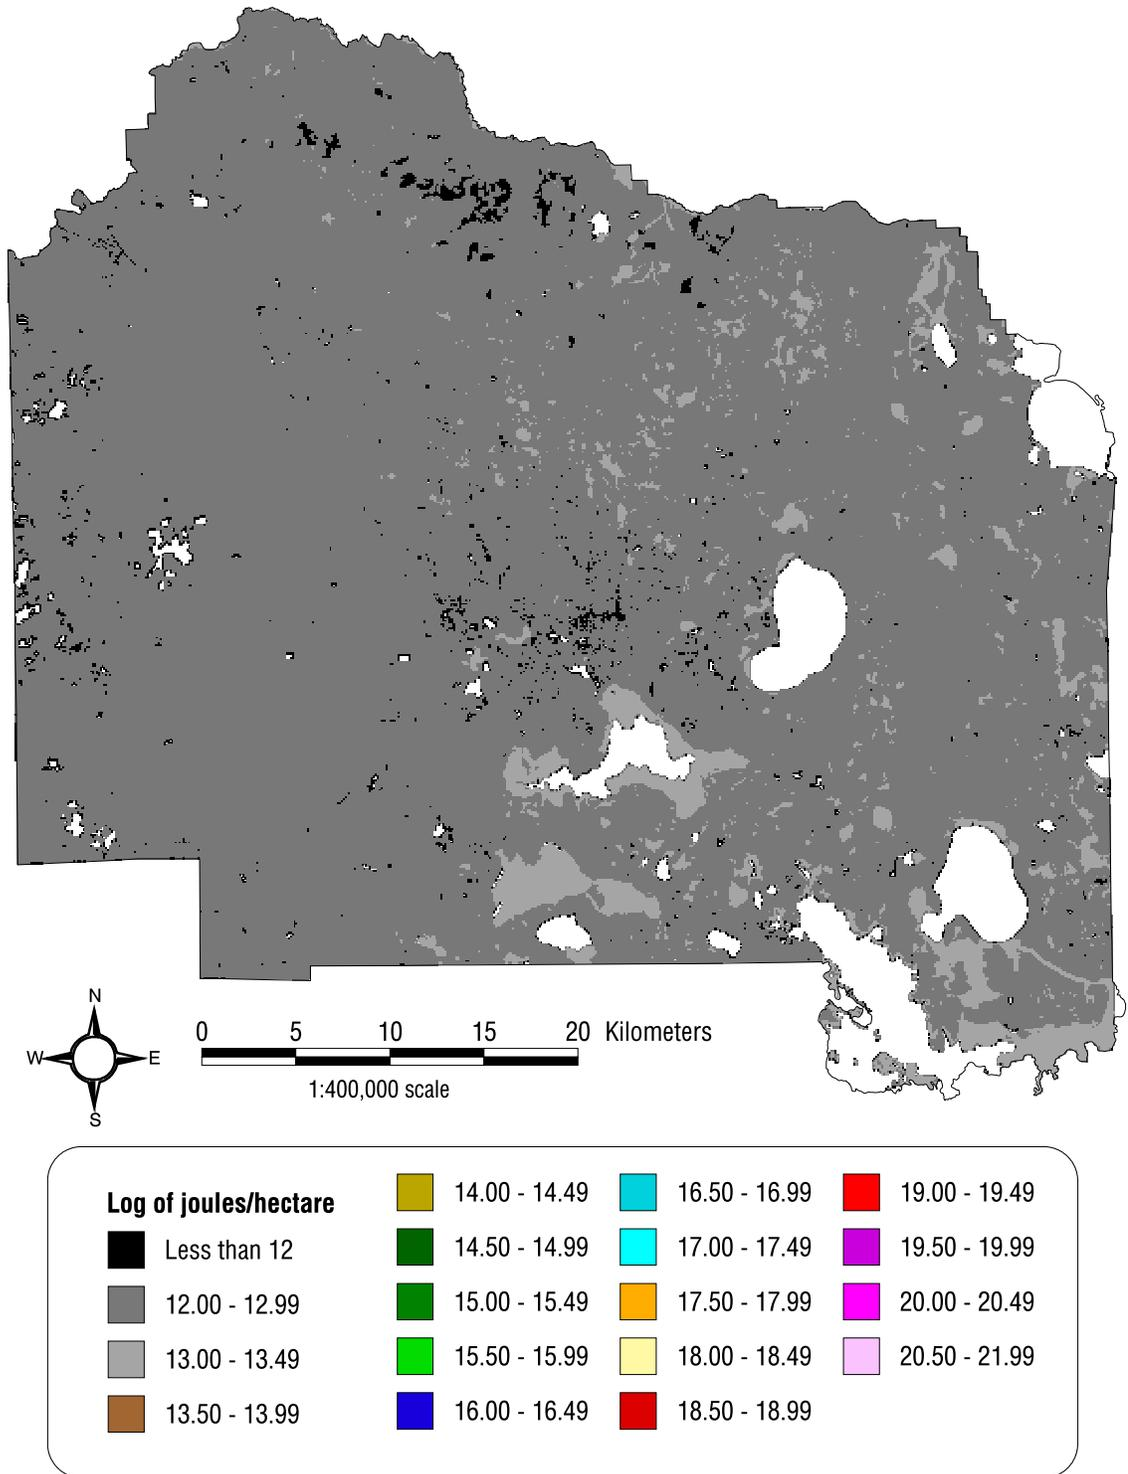 N
W E
S
0 5 10 15 20 Kilometers
1:400,000 scale
Log of joules/hectare
Less than 12
12.00 - 12.99
13.00 - 13.49
13.50 - 13.99
14.00 - 14.49
14.50 - 14.99
15.00 - 15.49
15.50 - 15.99
16.00 - 16.49
16.50 - 16.99
17.00 - 17.49
17.50 - 17.99
18.00 - 18.49
18.50 - 18.99
19.00 - 19.49
19.50 - 19.99
20.00 - 20.49
20.50 - 21.99